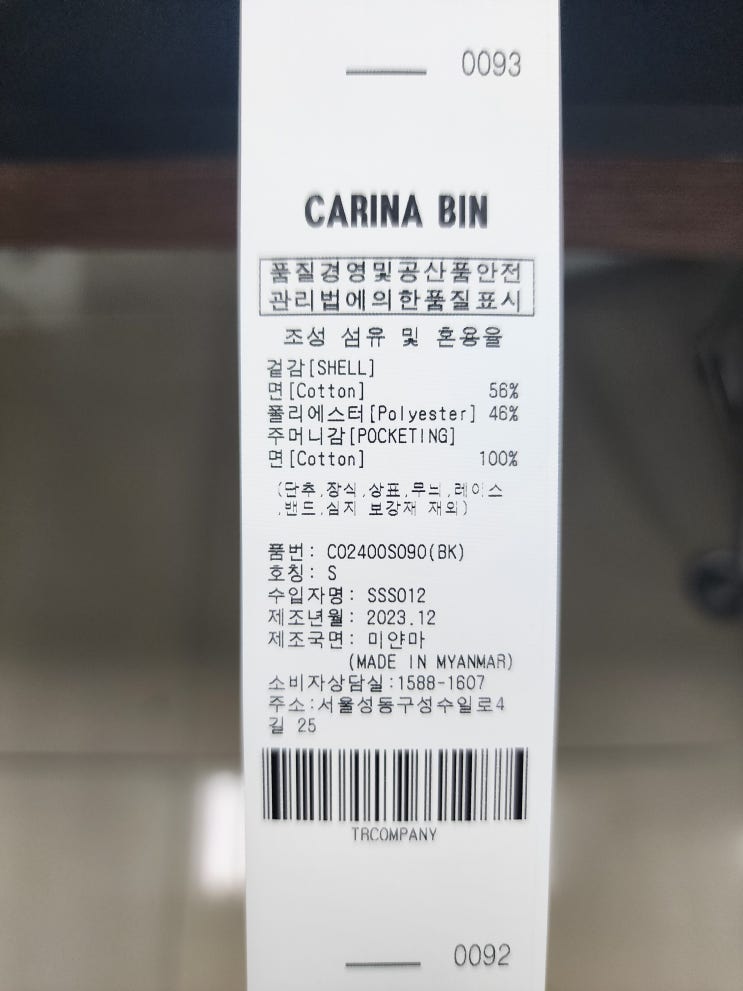 0093
CARINA BIN
품질경영및공산품안전
관리법에의한품질표시
조성 섬유 및 혼용율
겉감[SHELL]
면[Cotton] 56%
폴리에스터[Polyester] 46%
주머니감[POCKETING]
면[Cotton] 100%
(단추,장식,상표,무늬,레이스
,밴드,심지 보강재 재외)
품번: C02400S090(BK)
호칭: S
수입자명: SSS012
제조년월: 2023.12
제조국면: 미얀마
(MADE IN MYANMAR)
소비자상담실:1588-1607
주소:서울성동구성수일로4
길 25
TRCOMPANY
0092